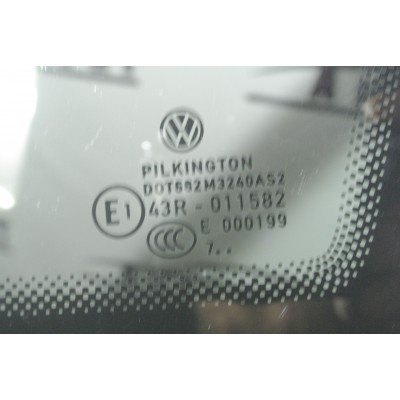 VW
PILKINGTON
DOT682M3240AS2
E1 43R - 011582
E 000199
CCC
7..